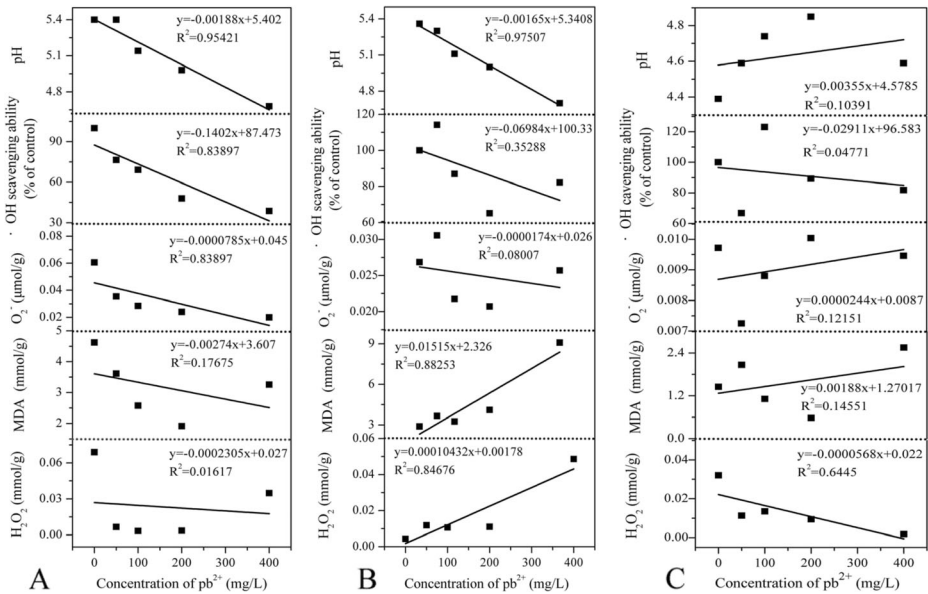 y=-0.00188x+5.402
R²=0.95421
5.4
5.1
4.8
pH
y=-0.1402x+87.473
R²=0.83897
90
60
30
· OH scavenging ability
(% of control)
y=-0.0000785x+0.045
R²=0.83897
0.08
0.06
0.04
0.02
O₂⁻ (μmol/g)
y=-0.00274x+3.607
R²=0.17675
5
4
3
2
MDA (mmol/g)
y=-0.0002305x+0.027
R²=0.01617
0.06
0.03
0.00
H₂O₂ (mmol/g)
0 100 200 300 400
A
Concentration of pb²⁺ (mg/L)
y=-0.00165x+5.3408
R²=0.97507
5.4
5.1
4.8
pH
y=-0.06984x+100.33
R²=0.35288
120
100
80
60
· OH scavenging ability
(% of control)
y=-0.0000174x+0.026
R²=0.08007
0.030
0.025
0.020
O₂⁻ (μmol/g)
y=0.01515x+2.326
R²=0.88253
9
6
3
MDA (mmol/g)
y=0.00010432x+0.00178
R²=0.84676
0.06
0.04
0.02
0.00
H₂O₂ (mmol/g)
0 100 200 300 400
B
Concentration of pb²⁺ (mg/L)
4.8
4.6
4.4
pH
y=0.00355x+4.5785
R²=0.10391
y=-0.02911x+96.583
R²=0.04771
120
100
80
60
· OH cavenging ability
(% of control)
0.010
0.009
0.008
0.007
O₂⁻ (μmol/g)
y=0.0000244x+0.0087
R²=0.12151
2.4
1.2
0.0
MDA (mmol/g)
y=0.00188x+1.27017
R²=0.14551
y=-0.0000568x+0.022
R²=0.6445
0.04
0.02
0.00
H₂O₂ (mmol/g)
0 100 200 300 400
C
Concentration of pb²⁺ (mg/L)